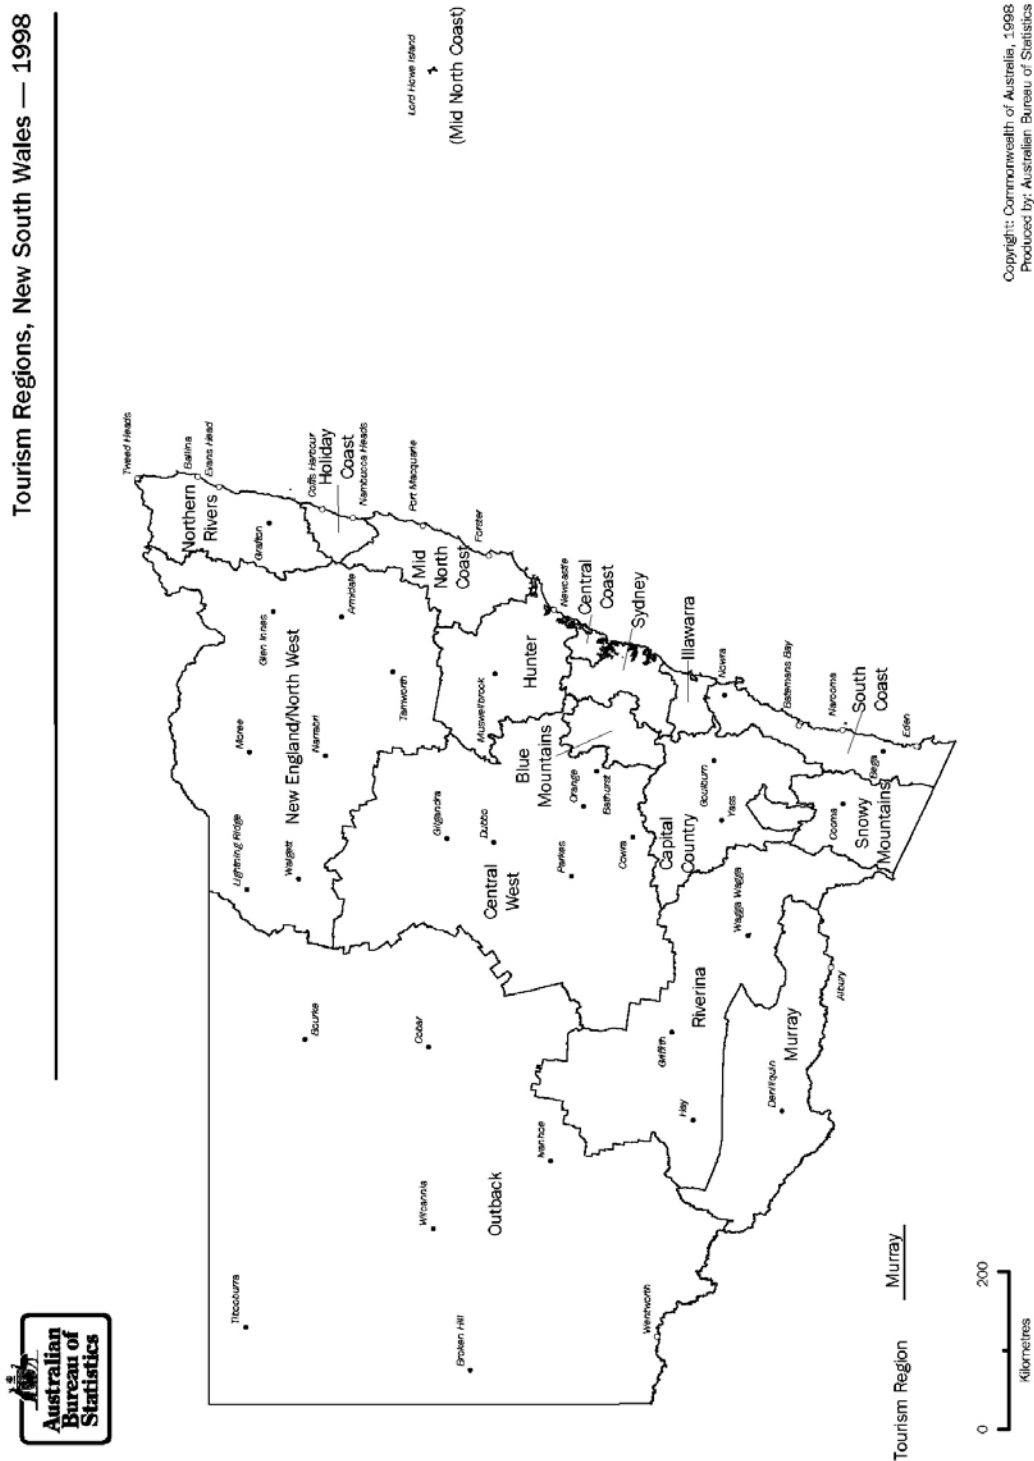 Tourism Regions, New South Wales — 1998
Australian
Bureau of
Statistics
Lord Howe Island
(Mid North Coast)
Tweed Heads
Ballina
Evans Head
Northern
Rivers
Grafton
Coffs Harbour
Holiday
Coast
Nambucca Heads
Port Macquarie
Mid
North
Coast
Forster
Glen Innes
Armidale
New England/North West
Moree
Narrabri
Tamworth
Lightning Ridge
Walgett
Muswellbrook
Hunter
Newcastle
Central
Coast
Sydney
Illawarra
Nowra
Blue
Mountains
Gilgandra
Dubbo
Orange
Bathurst
Parkes
Cowra
Central
West
Capital
Country
Goulburn
Yass
Batemans Bay
Narooma
South
Coast
Bega
Eden
Cooma
Snowy
Mountains
Wagga Wagga
Riverina
Griffith
Hay
Albury
Murray
Deniliquin
Bourke
Cobar
Ivanhoe
Wilcannia
Outback
Tibooburra
Broken Hill
Wentworth
Tourism Region Murray
0 200
Kilometres
Copyright: Commonwealth of Australia, 1998
Produced by: Australian Bureau of Statistics